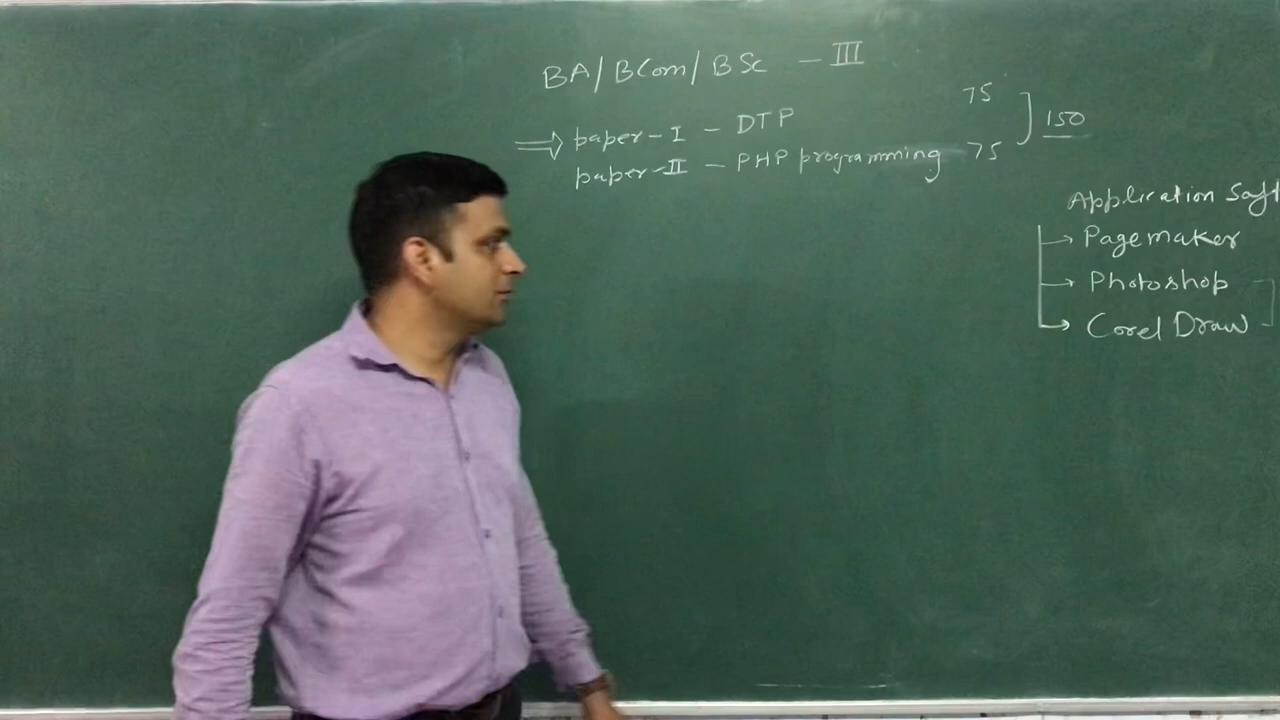 BA/BCom/BSc - III
⇒ paper-I - DTP 75
paper-II - PHP programming 75
150
Application Soft
→ Pagemaker
→ Photoshop
→ Corel Draw